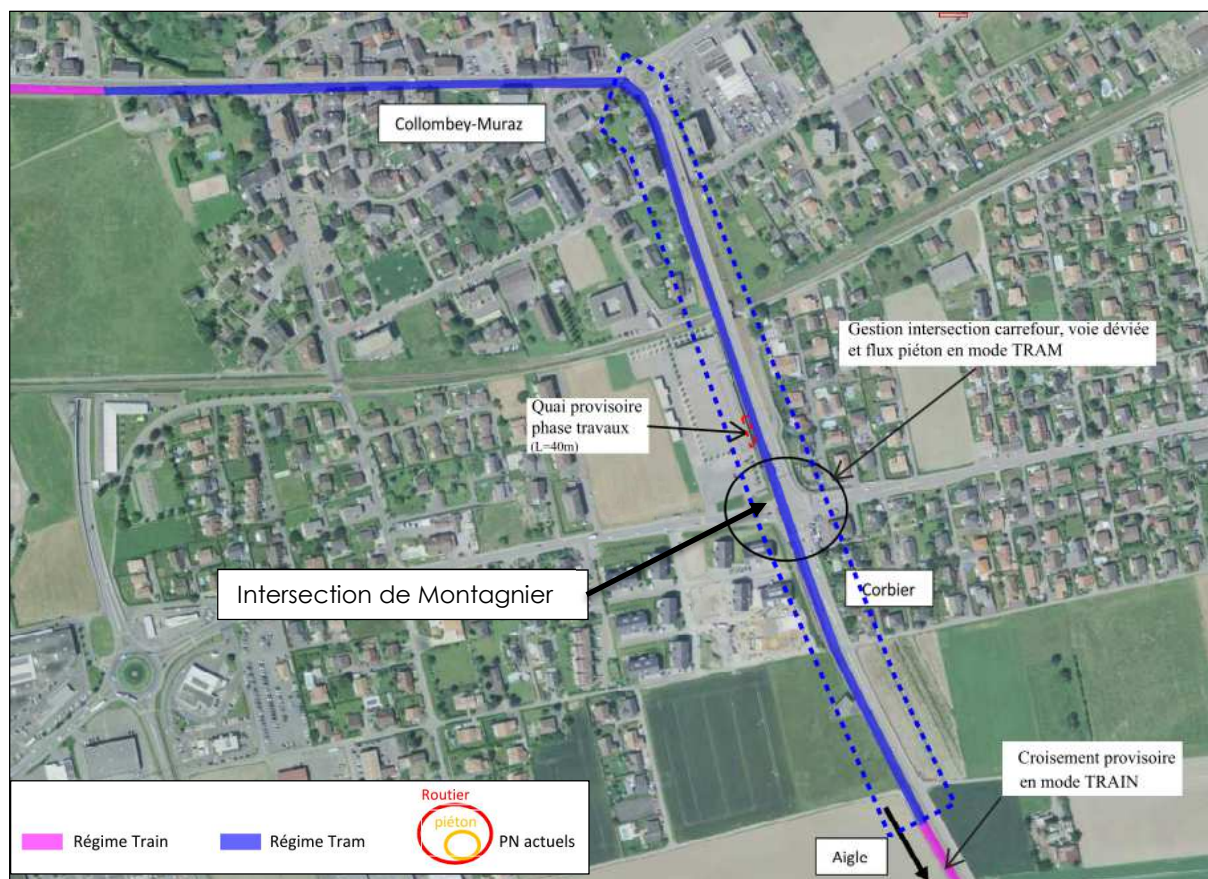 Collombey-Muraz
Gestion intersection carrefour, voie déviée
et flux piéton en mode TRAM
Quai provisoire
phase travaux
(L=40m)
Intersection de Montagnier
Corbier
Croisement provisoire
en mode TRAIN
Aigle
Régime Train
Régime Tram
Routier
piéton
PN actuels